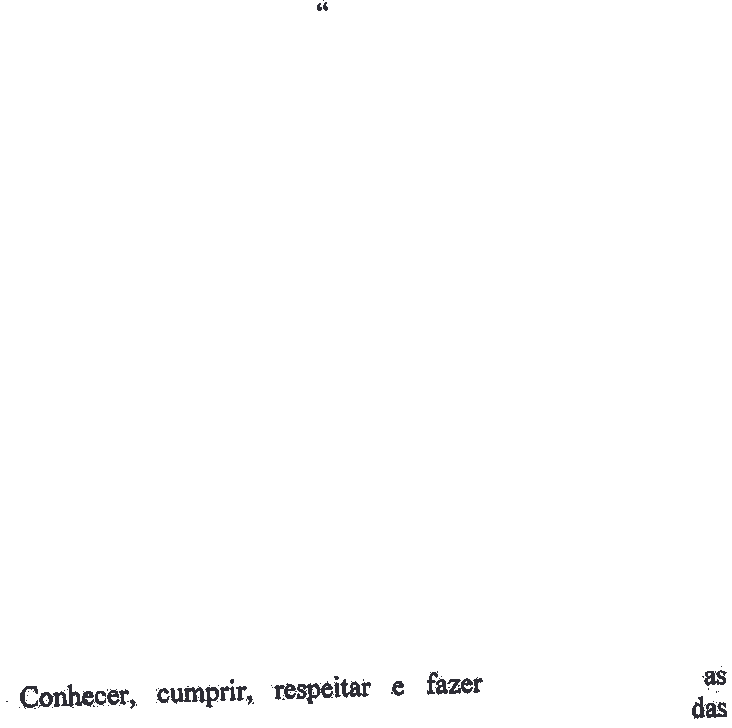 “
Conhecer, cumprir, respeitar e fazer as
das